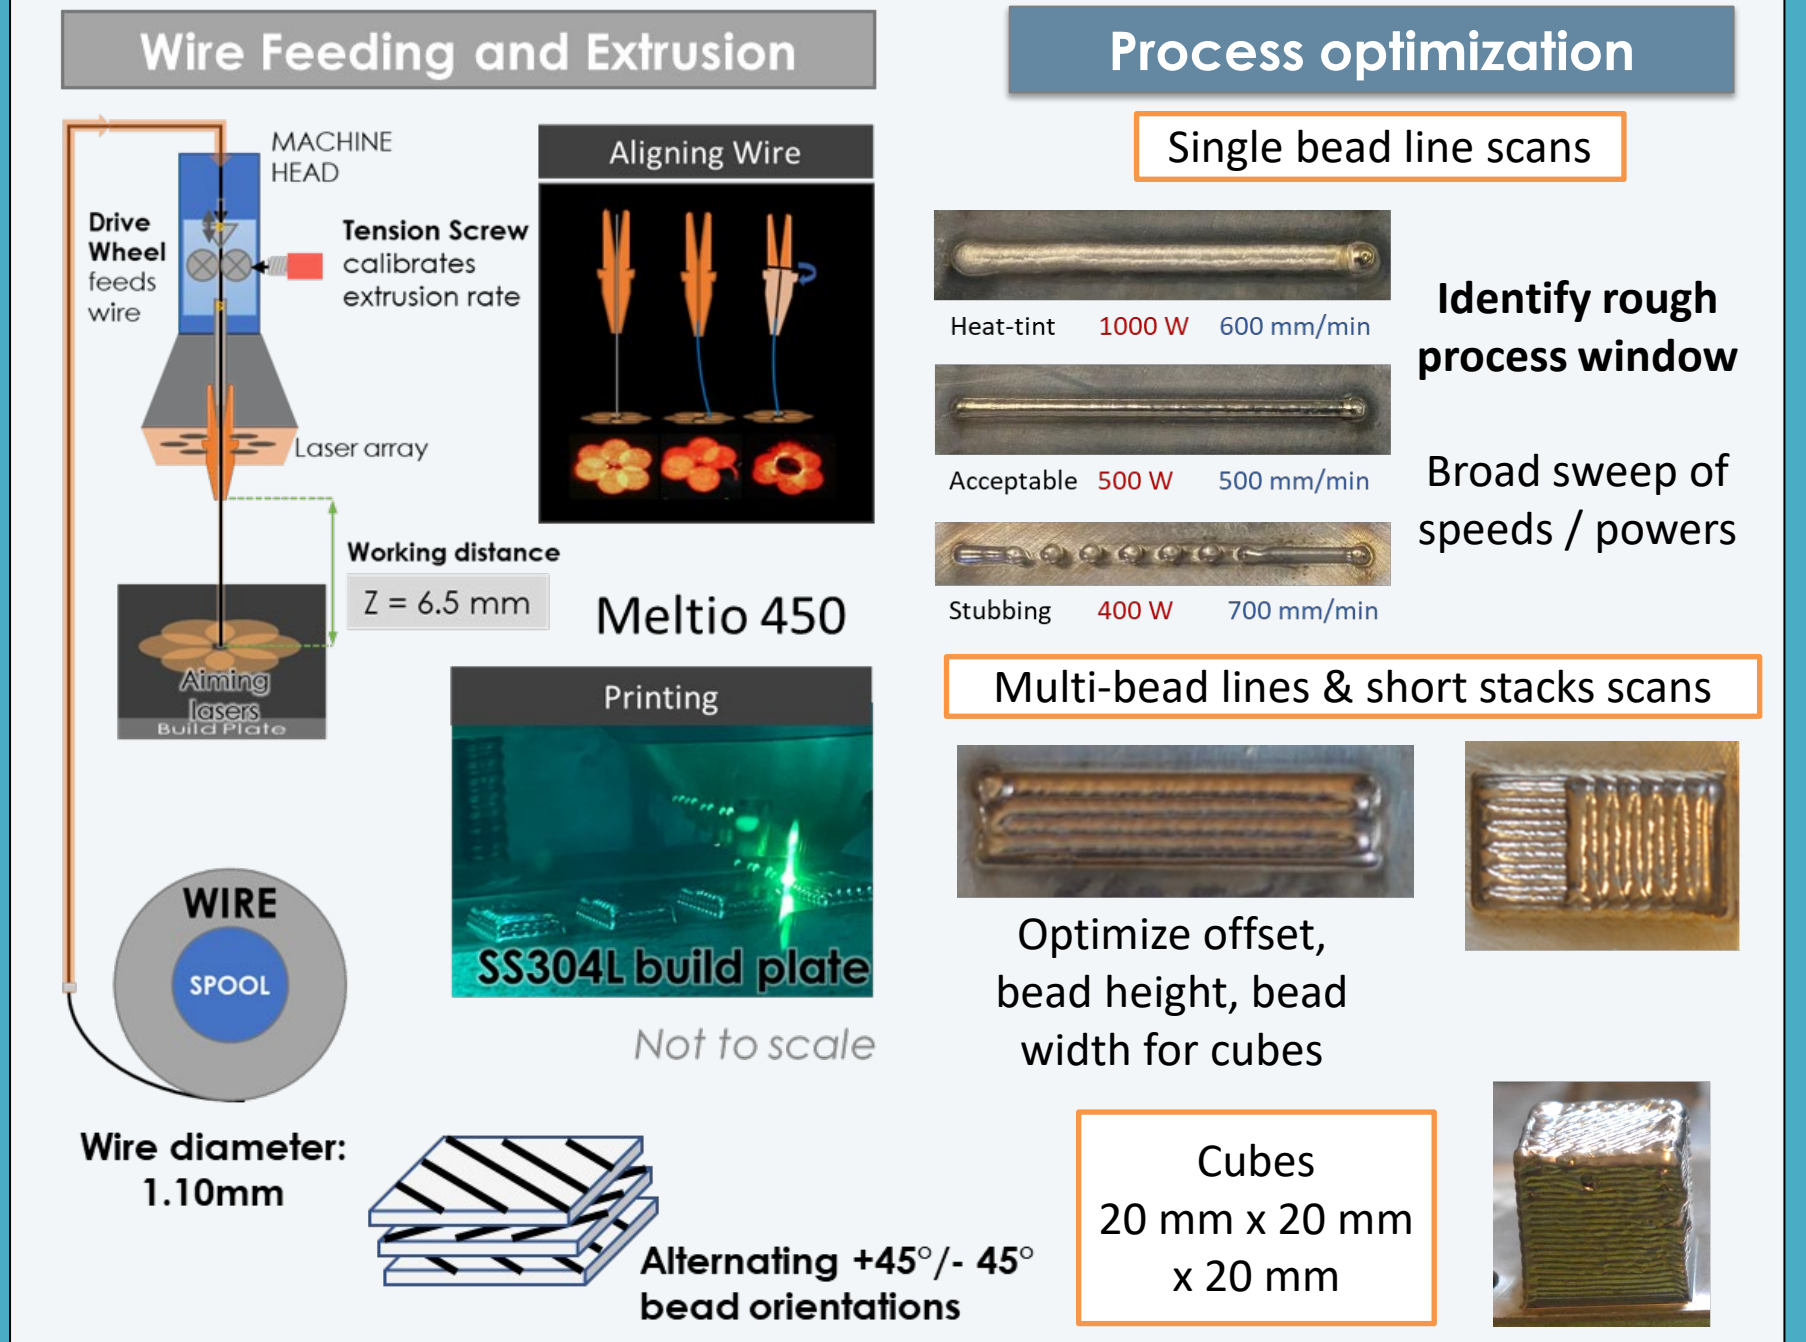 Wire Feeding and Extrusion
MACHINE
HEAD
Drive
Wheel
feeds
wire
Tension Screw
calibrates
extrusion rate
Laser array
Working distance
Z = 6.5 mm
Aiming
lasers
Build Plate
Aligning Wire
Meltio 450
Printing
SS304L build plate
Not to scale
WIRE
SPOOL
Wire diameter:
1.10mm
Alternating +45°/- 45°
bead orientations
Process optimization
Single bead line scans
Heat-tint 1000 W 600 mm/min
Acceptable 500 W 500 mm/min
Stubbing 400 W 700 mm/min
Identify rough
process window
Broad sweep of
speeds / powers
Multi-bead lines & short stacks scans
Optimize offset,
bead height, bead
width for cubes
Cubes
20 mm x 20 mm
x 20 mm